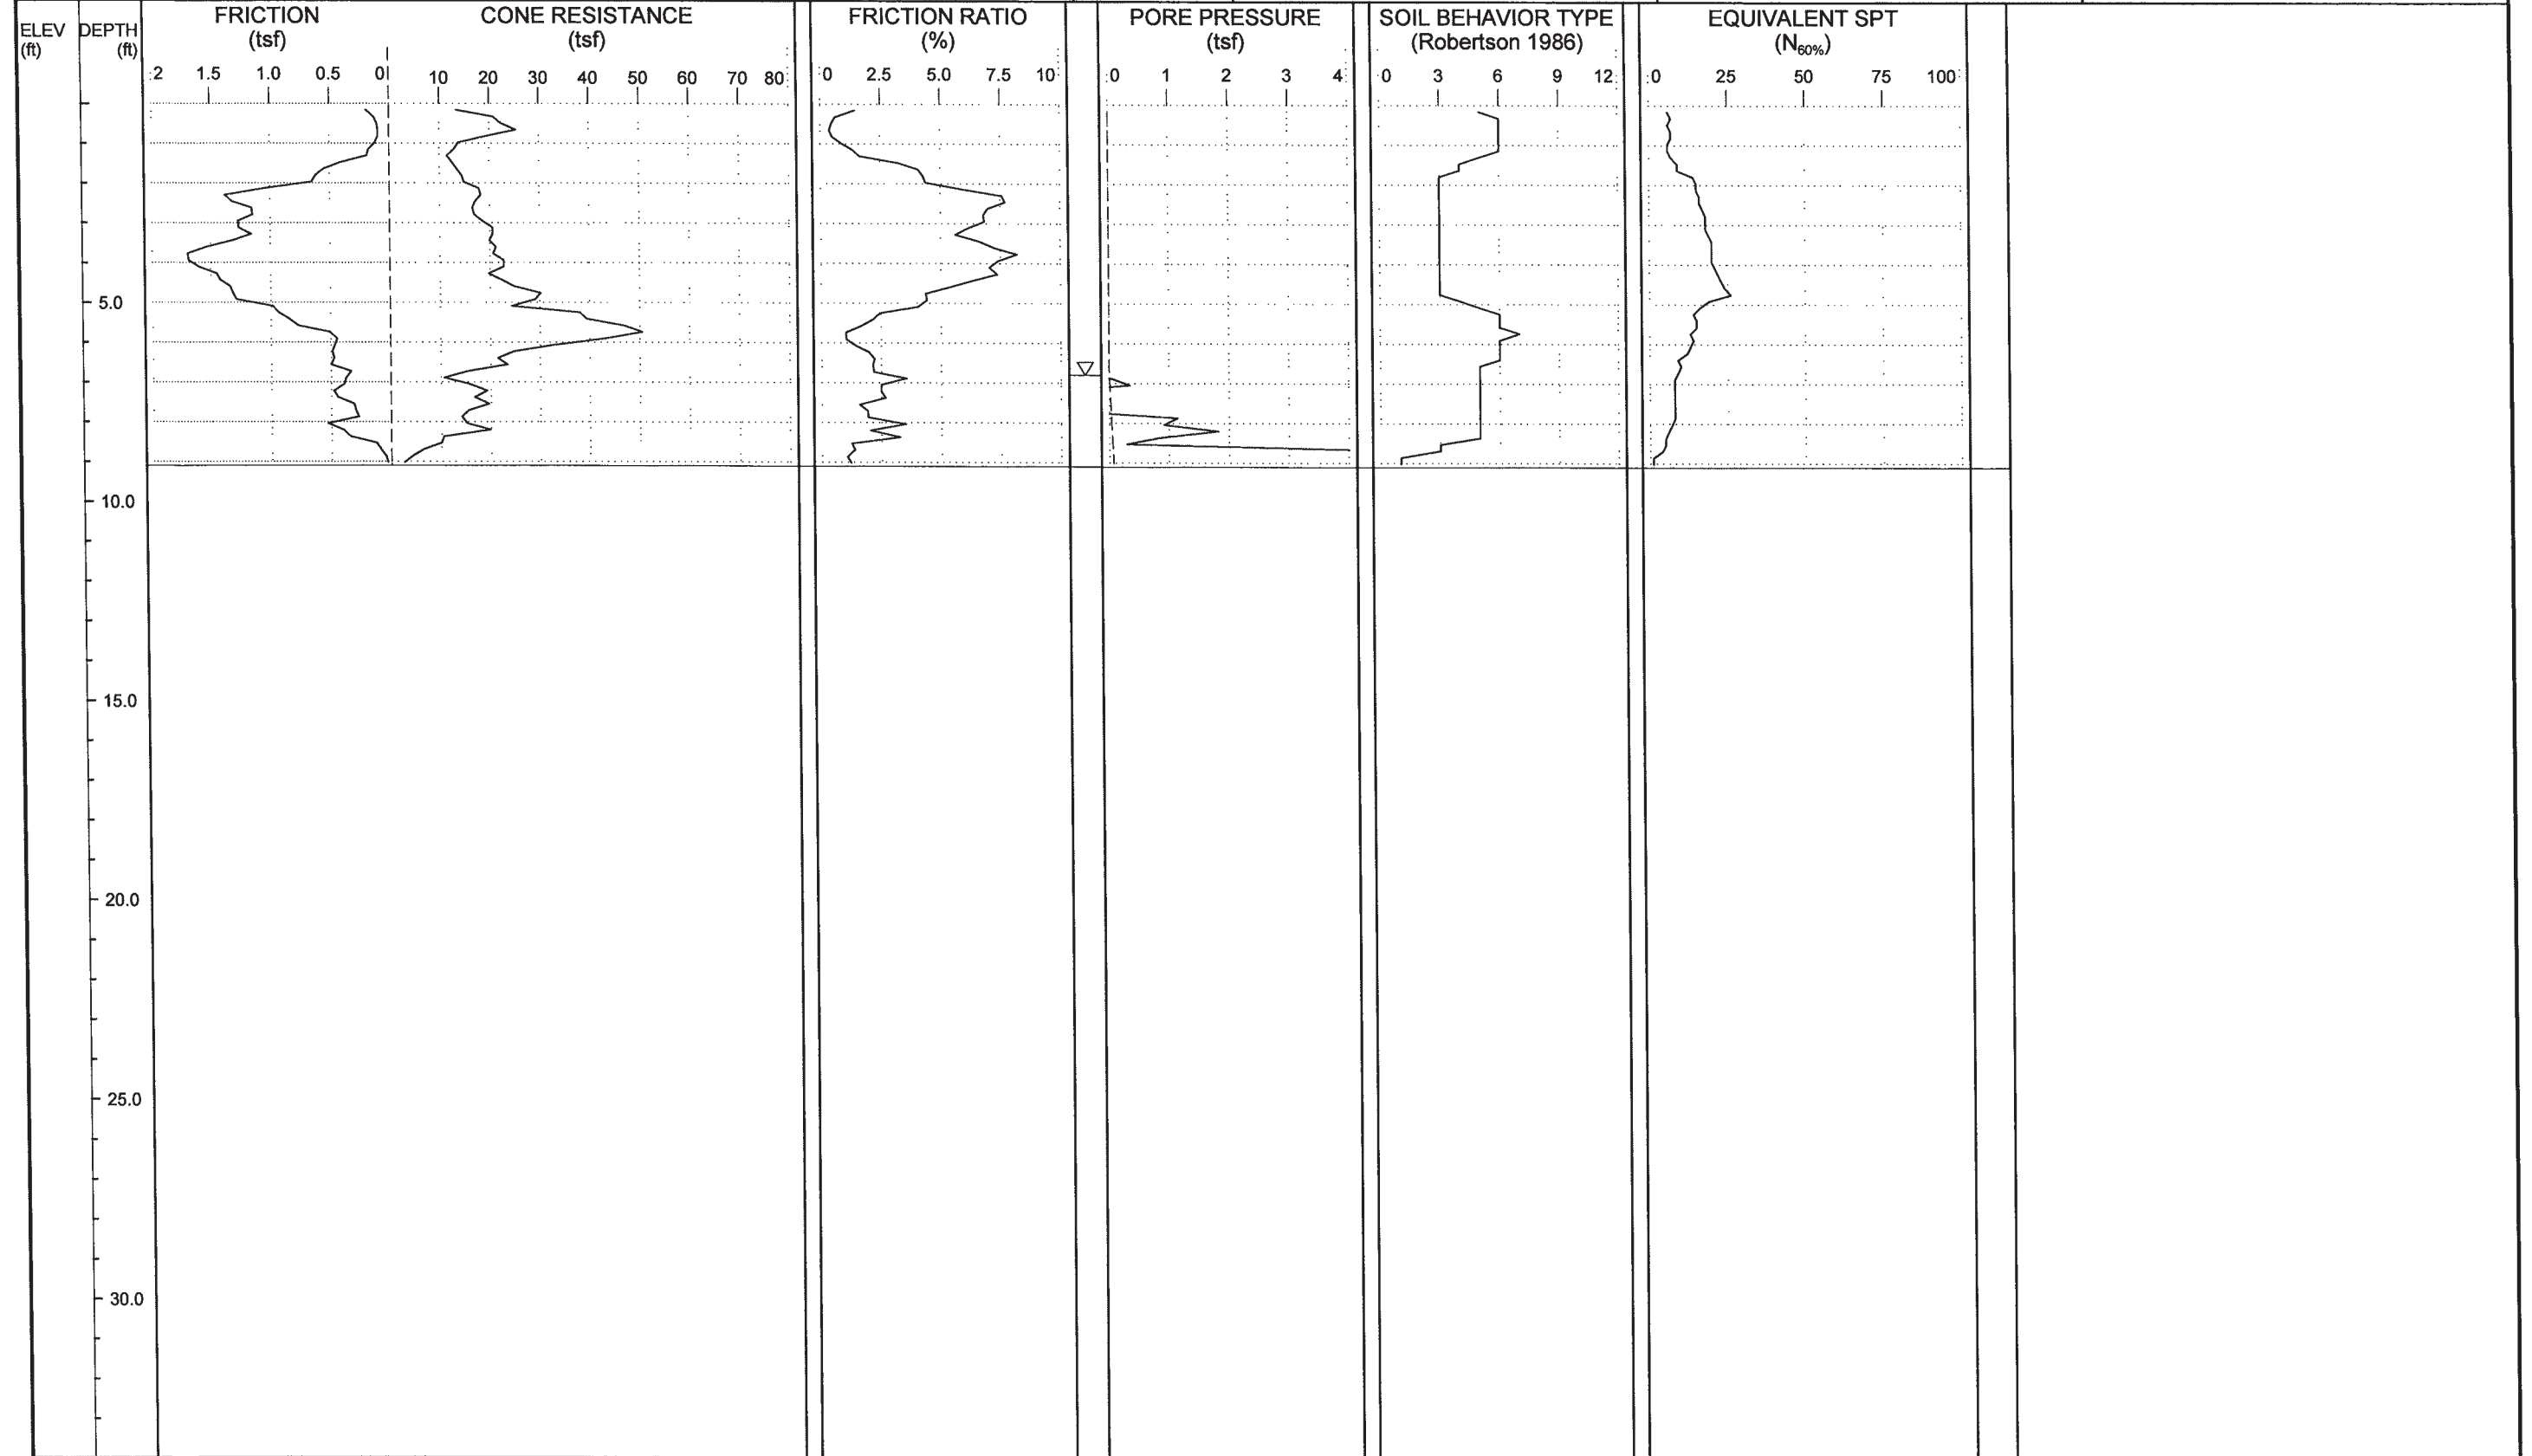 ELEV
(ft)
DEPTH
(ft)
FRICTION
(tsf)
2 1.5 1.0 0.5 0
CONE RESISTANCE
(tsf)
10 20 30 40 50 60 70 80
FRICTION RATIO
(%)
0 2.5 5.0 7.5 10
PORE PRESSURE
(tsf)
0 1 2 3 4
SOIL BEHAVIOR TYPE
(Robertson 1986)
0 3 6 9 12
EQUIVALENT SPT
(N60%)
0 25 50 75 100
5.0
10.0
15.0
20.0
25.0
30.0